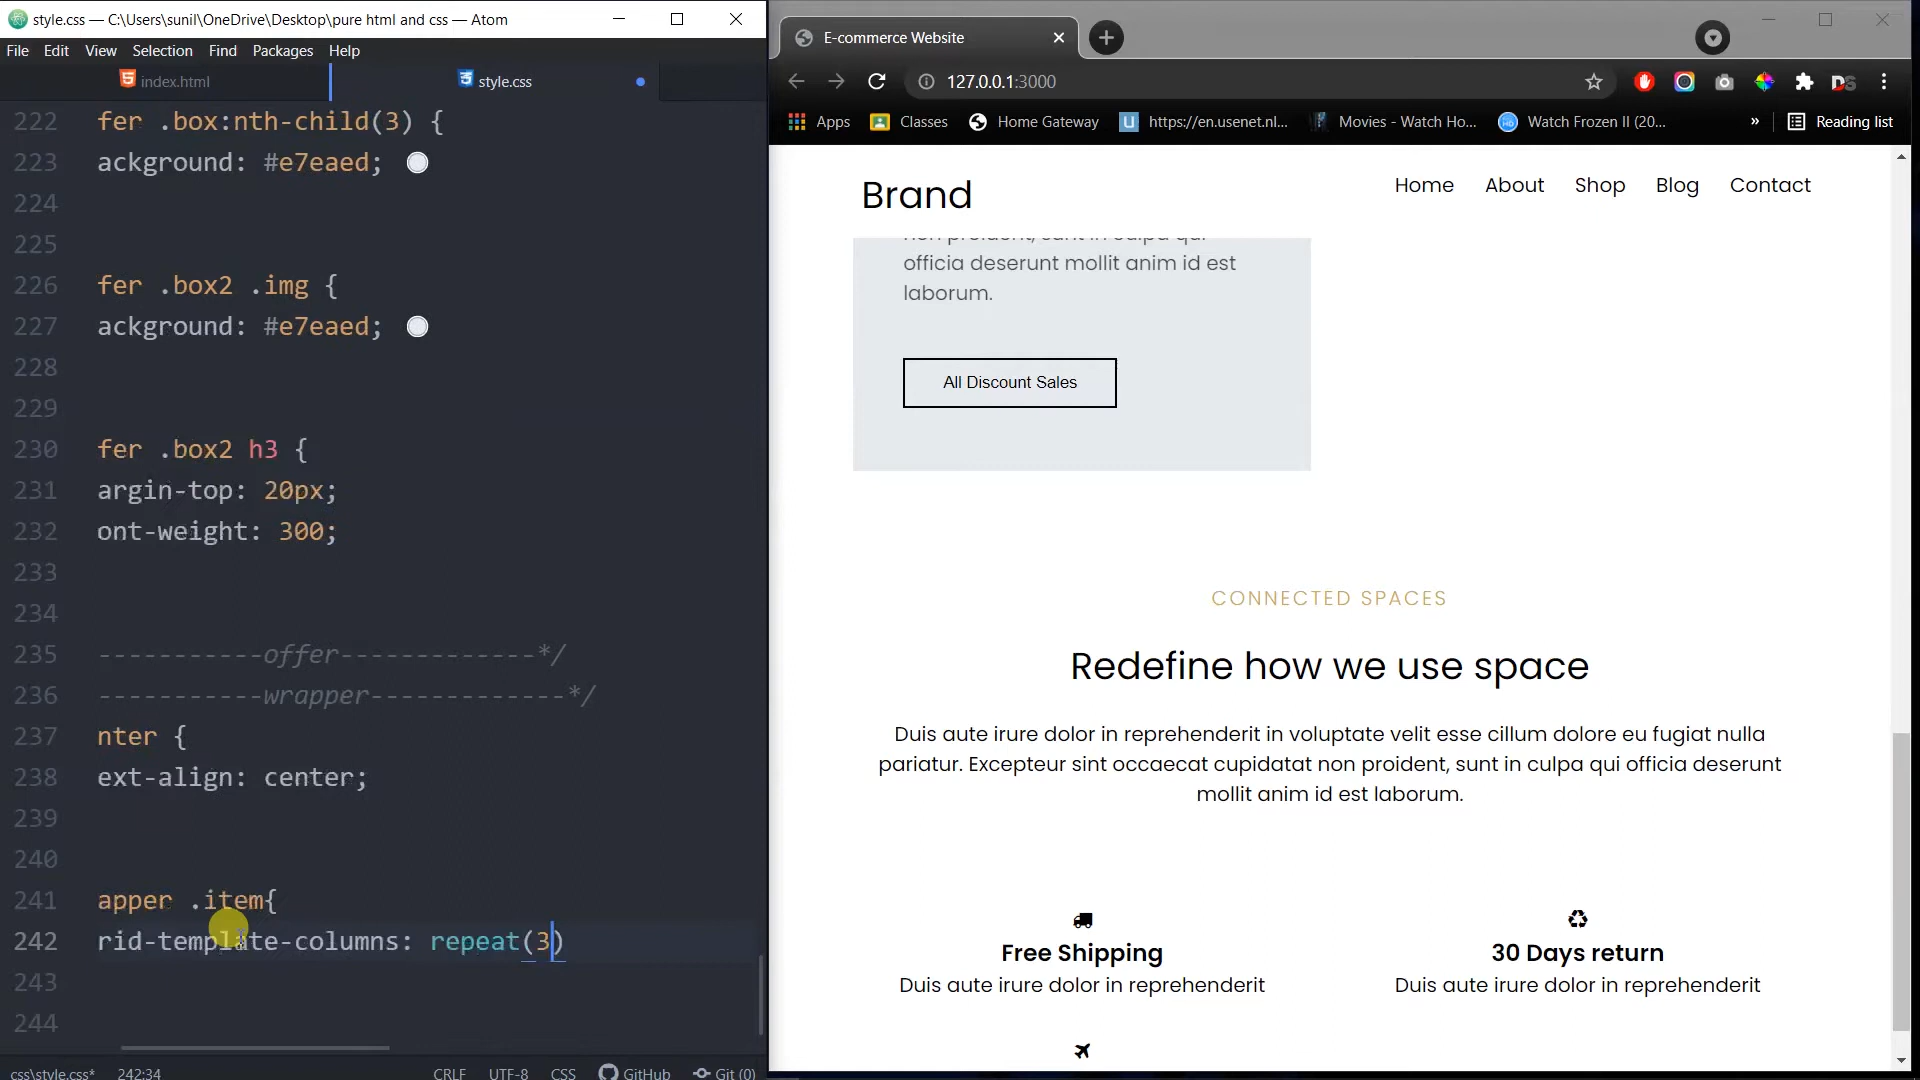 style.css — C:\Users\sunil\OneDrive\Desktop\pure html and css — Atom
File Edit View Selection Find Packages Help
index.html
style.css
222 fer .box:nth-child(3) {
223 ackground: #e7eaed;
224
225
226 fer .box2 .img {
227 ackground: #e7eaed;
228
229
230 fer .box2 h3 {
231 argin-top: 20px;
232 ont-weight: 300;
233
234
235 -----------offer-------------*/
236 -----------wrapper-------------*/
237 nter {
238 ext-align: center;
239
240
241 apper .item{
242 rid-template-columns: repeat(3)
243
244
css\style.css* 242:34 CRLF UTF-8 CSS GitHub Git (0)
E-commerce Website
127.0.0.1:3000
Apps Classes Home Gateway U https://en.usenet.nl... Movies - Watch Ho... Watch Frozen II (20... » Reading list
Brand
Home About Shop Blog Contact
non proident, sunt in culpa qui
officia deserunt mollit anim id est
laborum.
All Discount Sales
CONNECTED SPACES
Redefine how we use space
Duis aute irure dolor in reprehenderit in voluptate velit esse cillum dolore eu fugiat nulla
pariatur. Excepteur sint occaecat cupidatat non proident, sunt in culpa qui officia deserunt
mollit anim id est laborum.
Free Shipping
Duis aute irure dolor in reprehenderit
30 Days return
Duis aute irure dolor in reprehenderit